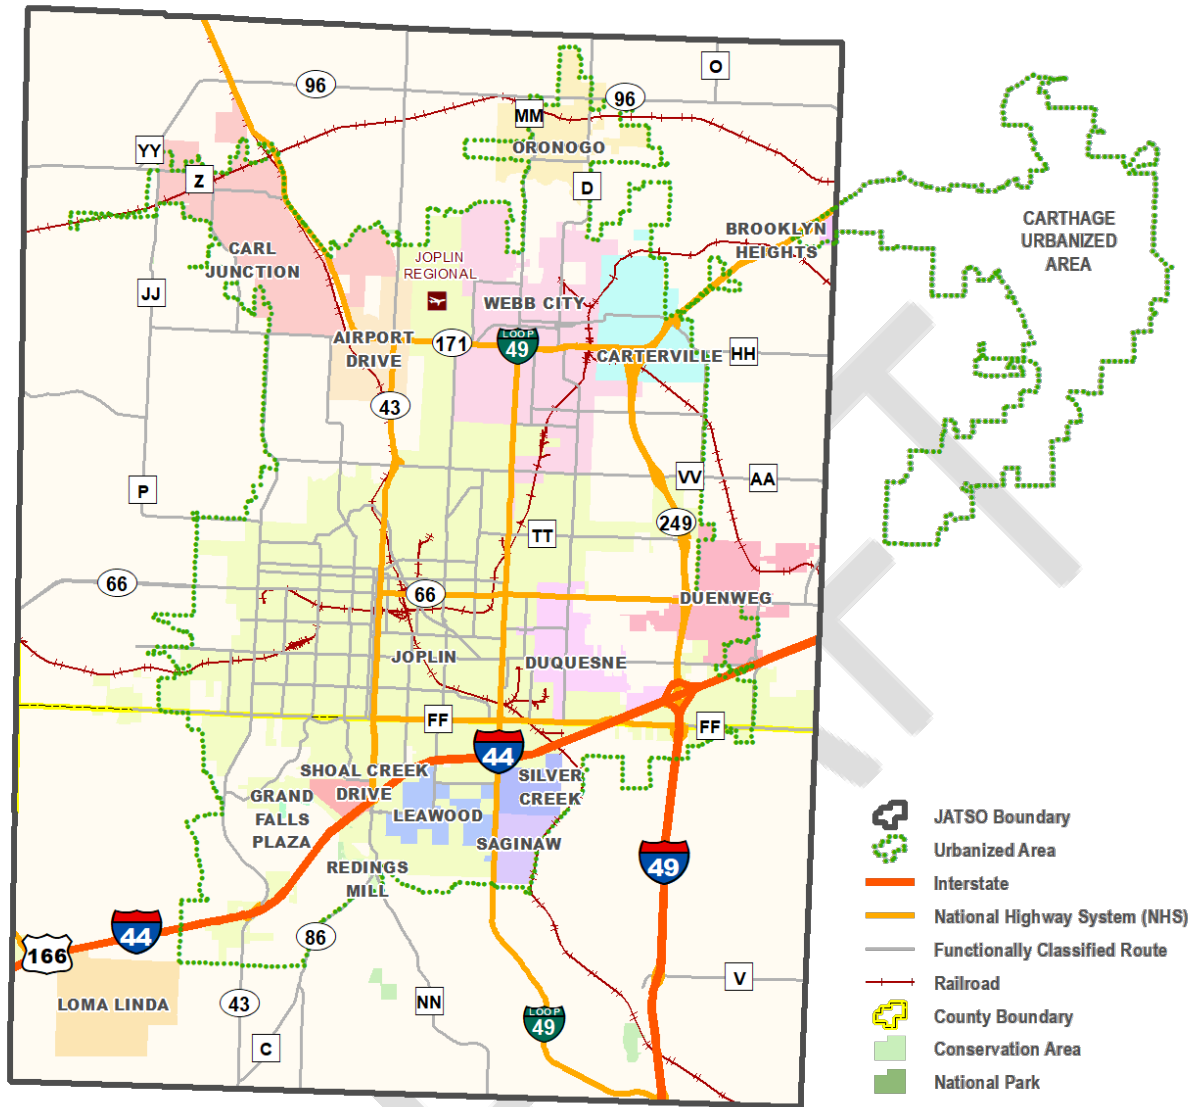 O
96
96
MM
YY
ORONOGO
Z
D
CARTHAGE
URBANIZED
AREA
BROOKLYN
HEIGHTS
CARL
JUNCTION
JOPLIN
REGIONAL
JJ
WEBB CITY
AIRPORT
DRIVE
171
LOOP
49
CARTERVILLE
HH
43
P
VV
AA
249
TT
66
66
DUENWEG
JOPLIN
DUQUESNE
FF
FF
44
SHOAL CREEK
DRIVE
SILVER
CREEK
GRAND
FALLS
PLAZA
LEAWOOD
SAGINAW
REDINGS
MILL
49
44
86
166
LOMA LINDA
43
NN
V
LOOP
49
C
JATSO Boundary
Urbanized Area
Interstate
National Highway System (NHS)
Functionally Classified Route
Railroad
County Boundary
Conservation Area
National Park